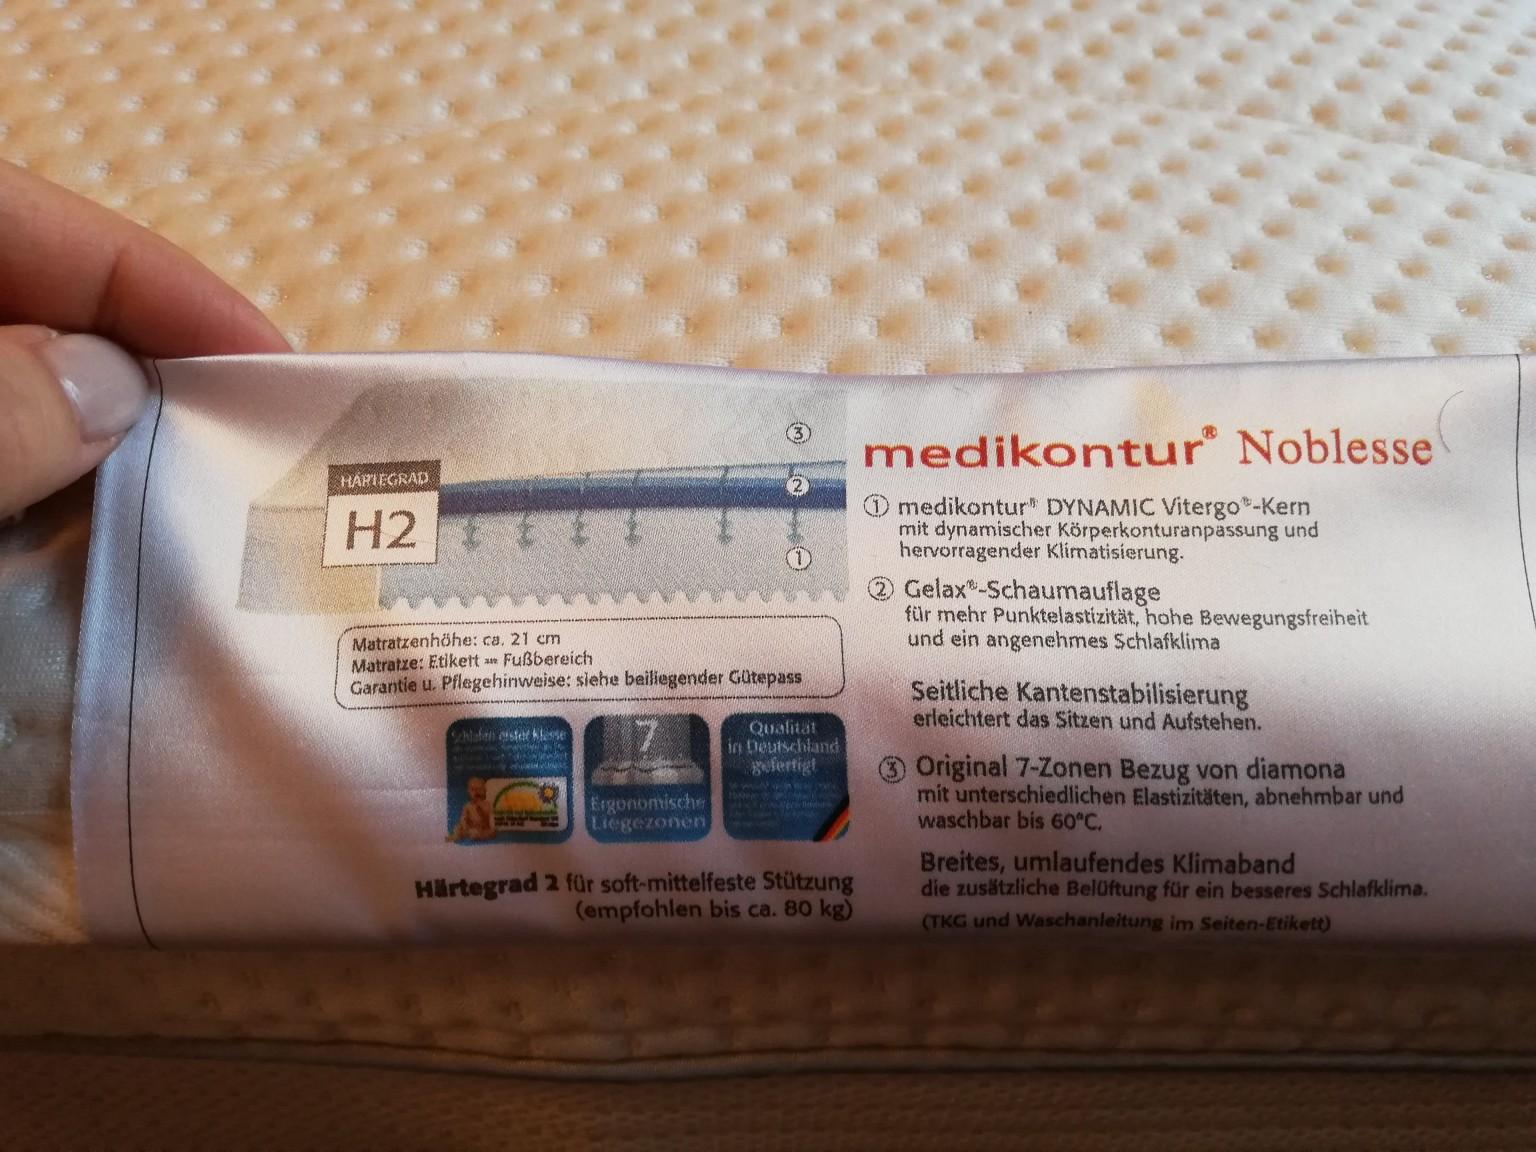 HÄRTEGRAD
H2
③
②
①
Matratzenhöhe: ca. 21 cm
Matratze: Etikett = Fußbereich
Garantie u. Pflegehinweise: siehe beiliegender Gütepass
Schlafen erster Klasse
7
Ergonomische
Liegezonen
Qualität
in Deutschland
gefertigt
Härtegrad 2 für soft-mittelfeste Stützung
(empfohlen bis ca. 80 kg)
medikontur® Noblesse
① medikontur® DYNAMIC Vitergo®-Kern
mit dynamischer Körperkonturanpassung und
hervorragender Klimatisierung.
② Gelax®-Schaumauflage
für mehr Punktelastizität, hohe Bewegungsfreiheit
und ein angenehmes Schlafklima
Seitliche Kantenstabilisierung
erleichtert das Sitzen und Aufstehen.
③ Original 7-Zonen Bezug von diamona
mit unterschiedlichen Elastizitäten, abnehmbar und
waschbar bis 60°C.
Breites, umlaufendes Klimaband
die zusätzliche Belüftung für ein besseres Schlafklima.
(TKG und Waschanleitung im Seiten-Etikett)